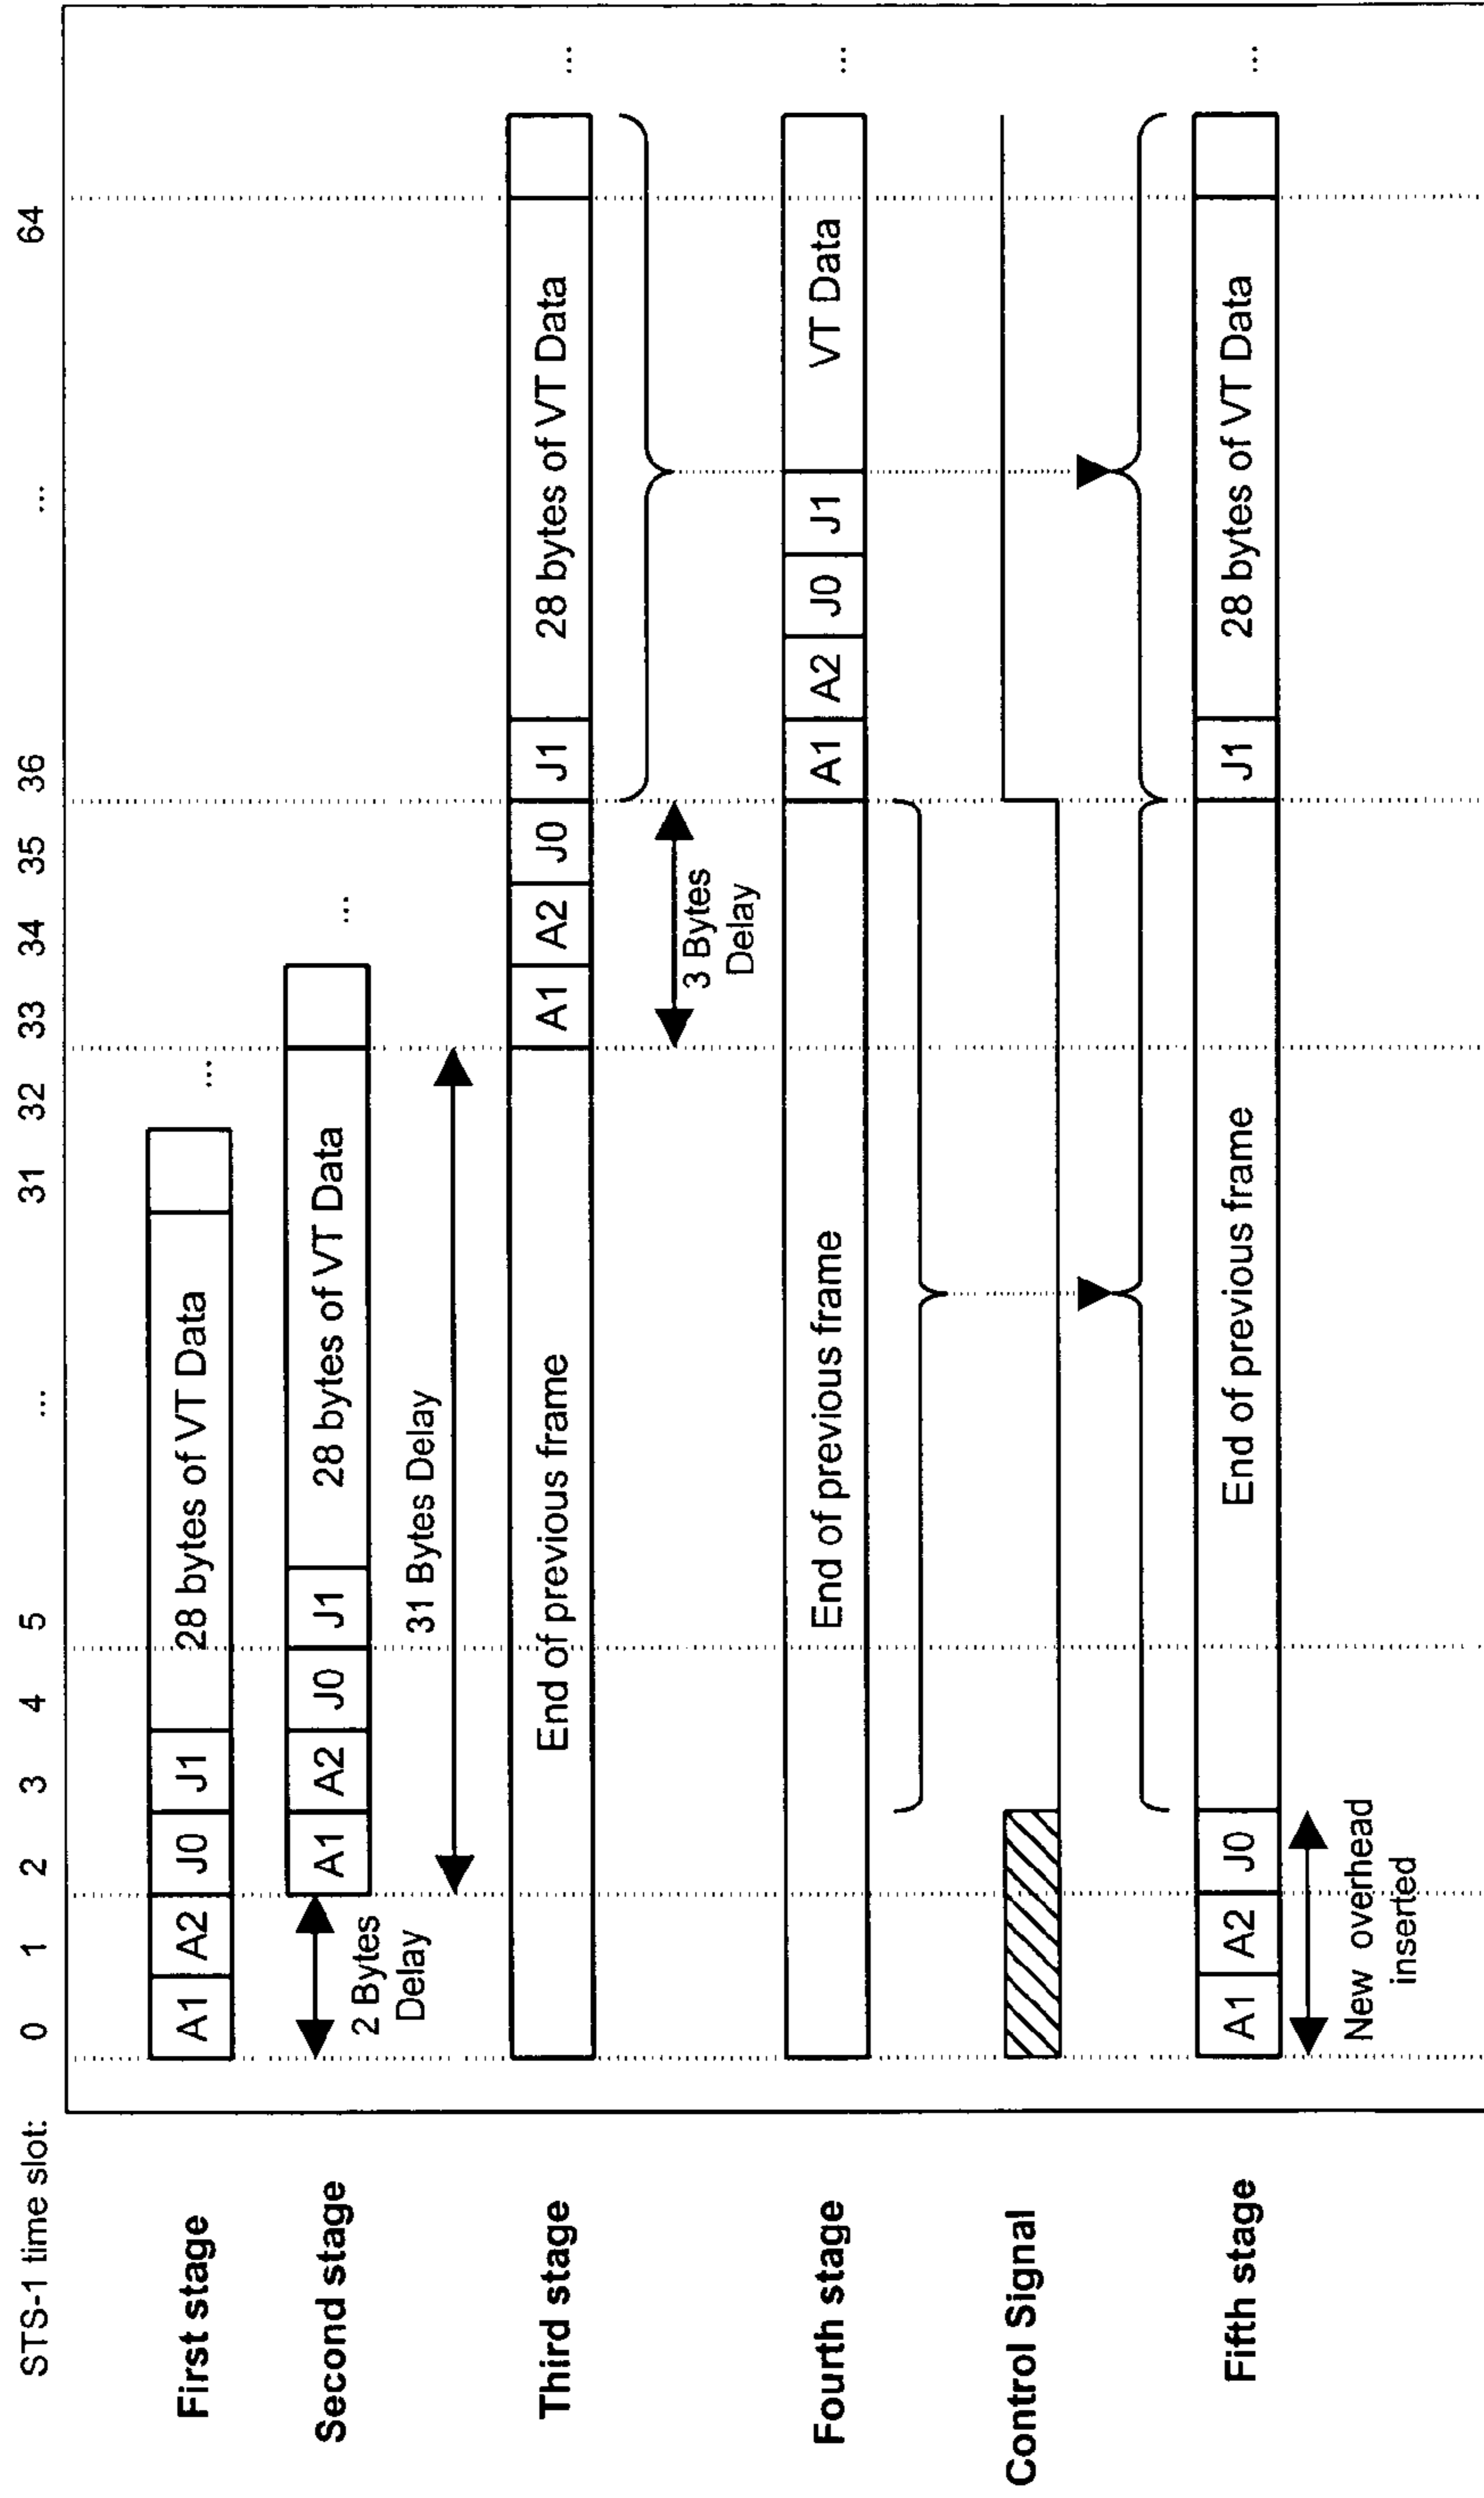 STS-1 time slot: 0 1 2 3 4 5 ... 31 32 33 34 35 36 ... 64
First stage A1 A2 J0 J1 28 bytes of VT Data ...
2 Bytes
Delay
Second stage A1 A2 J0 J1 28 bytes of VT Data ...
31 Bytes Delay
Third stage End of previous frame A1 A2 J0 J1 28 bytes of VT Data ...
3 Bytes
Delay
Fourth stage End of previous frame A1 A2 J0 J1 VT Data ...
Control Signal
Fifth stage A1 A2 J0 End of previous frame J1 28 bytes of VT Data ...
New overhead
inserted